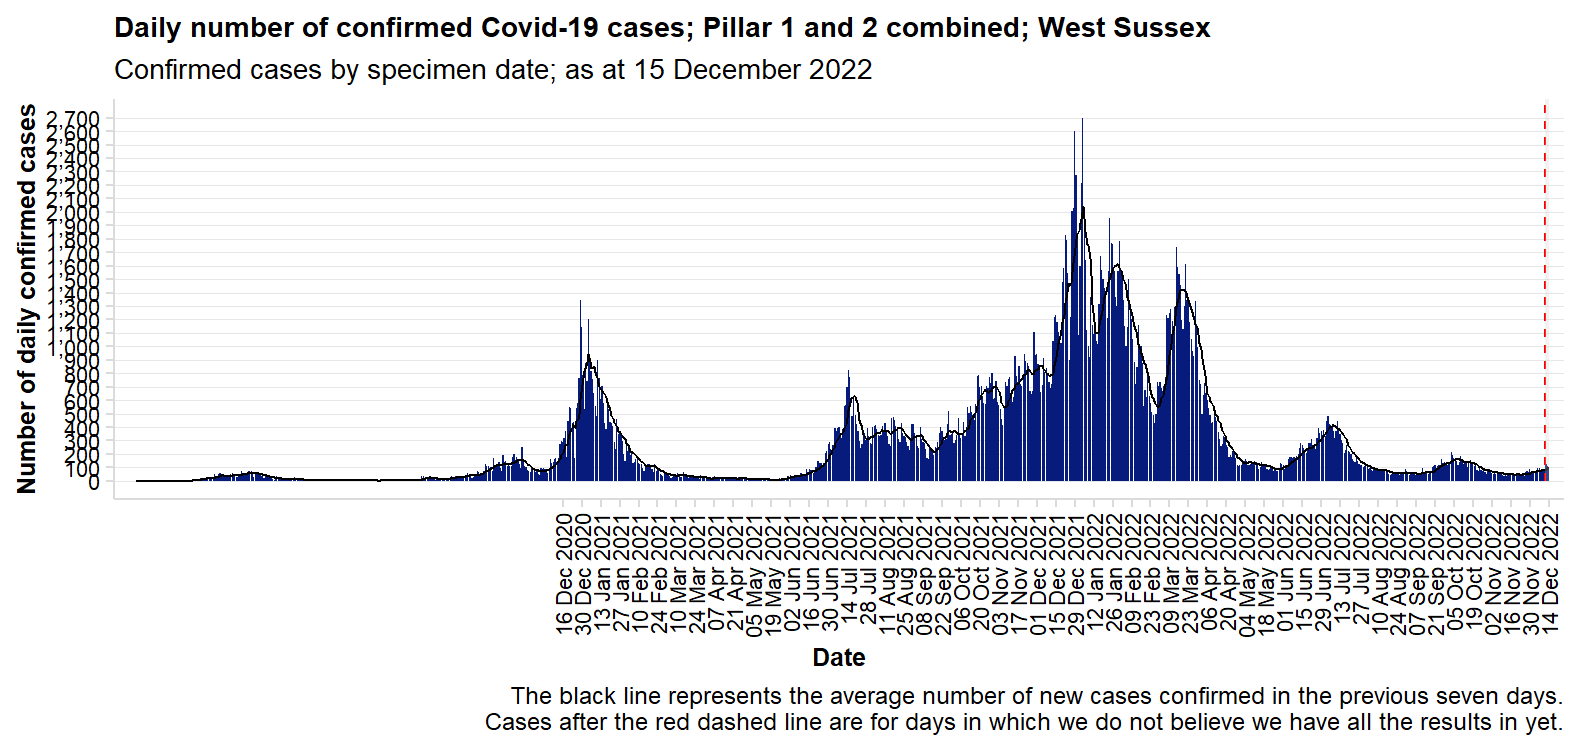 Daily number of confirmed Covid-19 cases; Pillar 1 and 2 combined; West Sussex
Confirmed cases by specimen date; as at 15 December 2022
Number of daily confirmed cases
2,700
2,600
2,500
2,400
2,300
2,200
2,100
2,000
1,900
1,800
1,700
1,600
1,500
1,400
1,300
1,200
1,100
1,000
900
800
700
600
500
400
300
200
100
0
16 Dec 2020
30 Dec 2020
13 Jan 2021
27 Jan 2021
10 Feb 2021
24 Feb 2021
10 Mar 2021
24 Mar 2021
07 Apr 2021
21 Apr 2021
05 May 2021
19 May 2021
02 Jun 2021
16 Jun 2021
30 Jun 2021
14 Jul 2021
28 Jul 2021
11 Aug 2021
25 Aug 2021
08 Sep 2021
22 Sep 2021
06 Oct 2021
20 Oct 2021
03 Nov 2021
17 Nov 2021
01 Dec 2021
15 Dec 2021
29 Dec 2021
12 Jan 2022
26 Jan 2022
09 Feb 2022
23 Feb 2022
09 Mar 2022
23 Mar 2022
06 Apr 2022
20 Apr 2022
04 May 2022
18 May 2022
01 Jun 2022
15 Jun 2022
29 Jun 2022
13 Jul 2022
27 Jul 2022
10 Aug 2022
24 Aug 2022
07 Sep 2022
21 Sep 2022
05 Oct 2022
19 Oct 2022
02 Nov 2022
16 Nov 2022
30 Nov 2022
14 Dec 2022
Date
The black line represents the average number of new cases confirmed in the previous seven days.
Cases after the red dashed line are for days in which we do not believe we have all the results in yet.